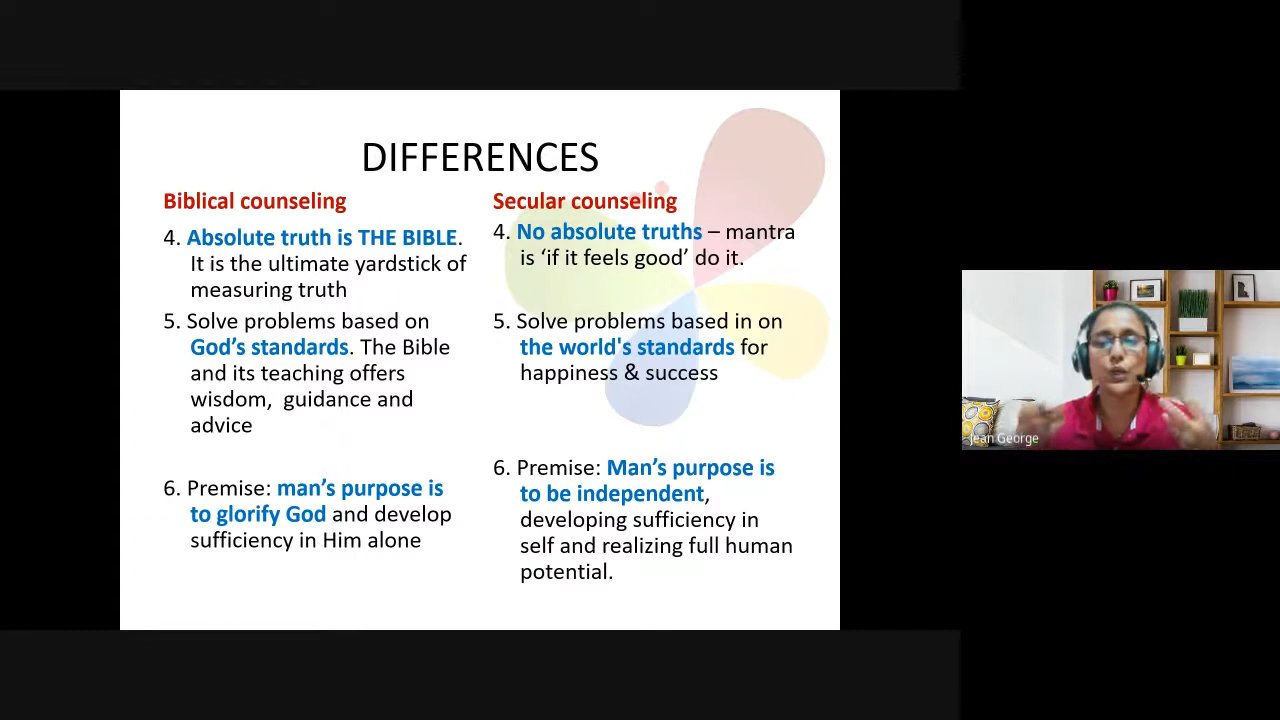 DIFFERENCES
Biblical counseling
4. Absolute truth is THE BIBLE.
It is the ultimate yardstick of
measuring truth
5. Solve problems based on
God's standards. The Bible
and its teaching offers
wisdom, guidance and
advice
6. Premise: man's purpose is
to glorify God and develop
sufficiency in Him alone
Secular counseling
4. No absolute truths – mantra
is ‘if it feels good’ do it.
5. Solve problems based in on
the world's standards for
happiness & success
6. Premise: Man's purpose is
to be independent,
developing sufficiency in
self and realizing full human
potential.
Jean George